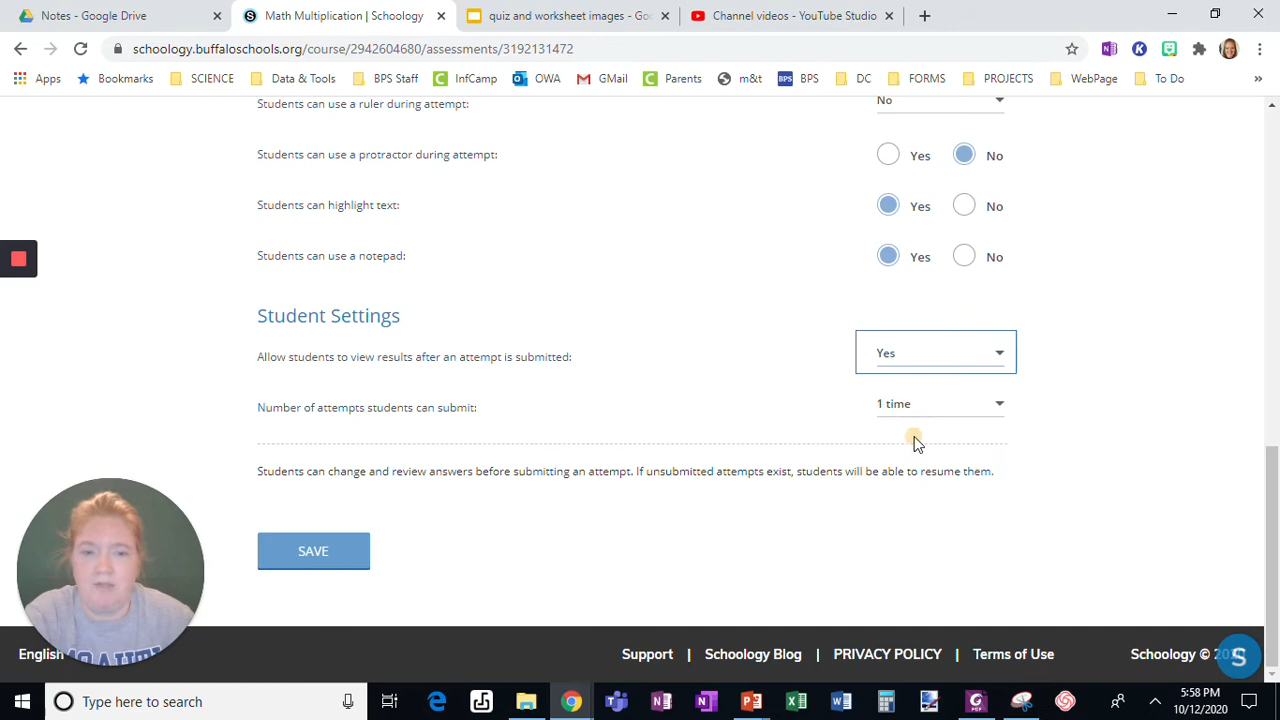 Notes - Google Drive
Math Multiplication | Schoology
quiz and worksheet images - Goo
Channel videos - YouTube Studio
schoology.buffaloschools.org/course/2942604680/assessments/3192131472
Apps
Bookmarks
SCIENCE
Data & Tools
BPS Staff
InfCamp
OWA
GMail
Parents
m&t
BPS
DC
FORMS
PROJECTS
WebPage
To Do
Students can use a ruler during attempt:
No
Students can use a protractor during attempt:
Yes
No
Students can highlight text:
Yes
No
Students can use a notepad:
Yes
No
Student Settings
Allow students to view results after an attempt is submitted:
Yes
Number of attempts students can submit:
1 time
Students can change and review answers before submitting an attempt. If unsubmitted attempts exist, students will be able to resume them.
SAVE
English
Support | Schoology Blog | PRIVACY POLICY | Terms of Use
Schoology ©
Type here to search
5:58 PM
10/12/2020